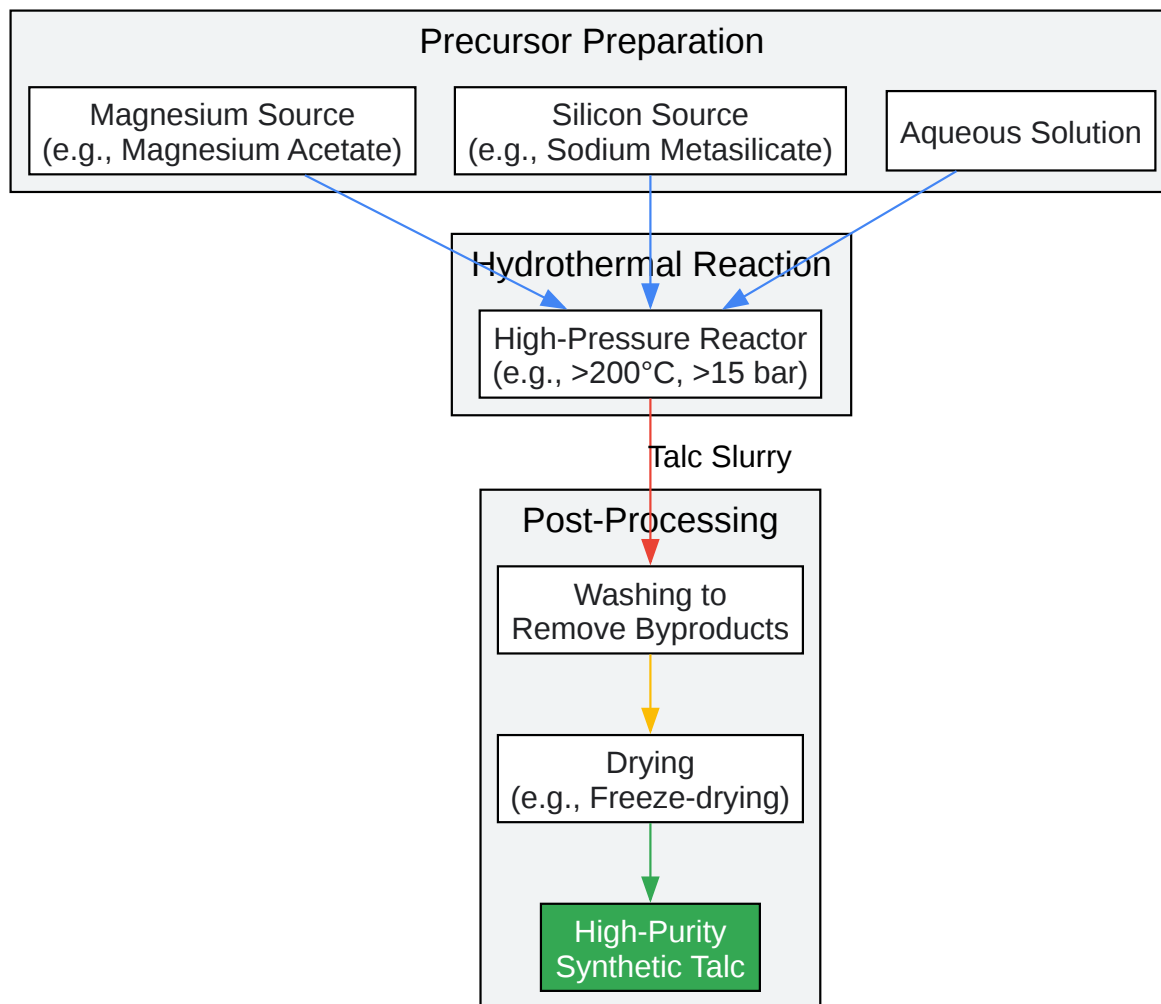 Precursor Preparation
Magnesium Source
(e.g., Magnesium Acetate)
Silicon Source
(e.g., Sodium Metasilicate)
Aqueous Solution
Hydrothermal Reaction
High-Pressure Reactor
(e.g., >200°C, >15 bar)
Talc Slurry
Post-Processing
Washing to
Remove Byproducts
Drying
(e.g., Freeze-drying)
High-Purity
Synthetic Talc